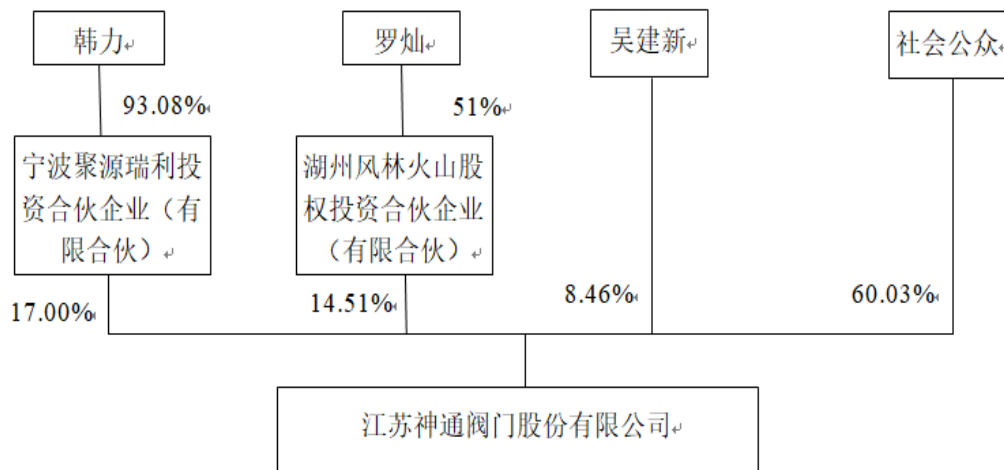 韩力
罗灿
吴建新
社会公众
93.08%
51%
宁波聚源瑞利投
资合伙企业（有
限合伙）
湖州风林火山股
权投资合伙企业
（有限合伙）
17.00%
14.51%
8.46%
60.03%
江苏神通阀门股份有限公司